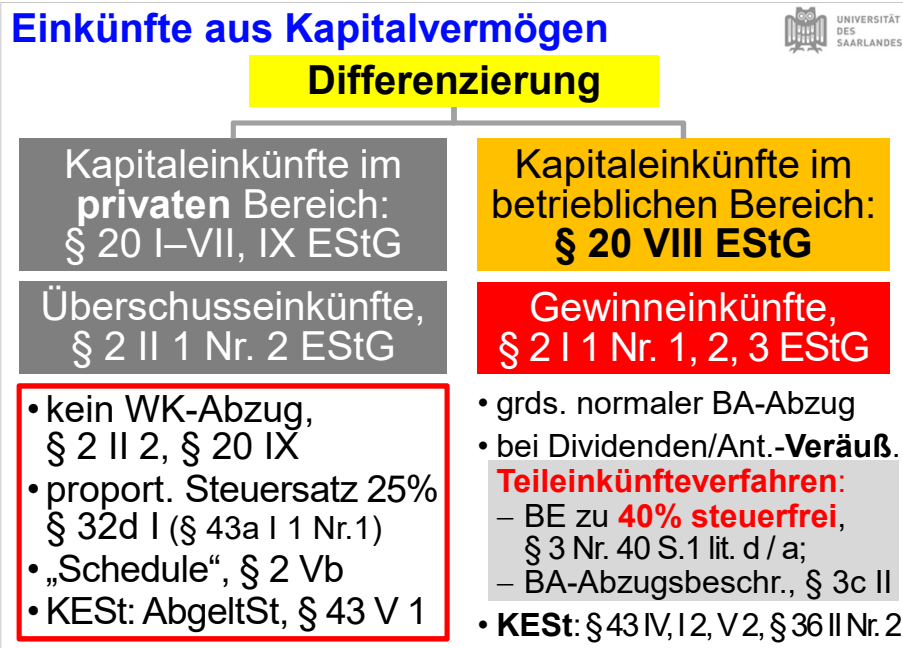 Einkünfte aus Kapitalvermögen
UNIVERSITÄT
DES
SAARLANDES
Differenzierung
Kapitaleinkünfte im
privaten Bereich:
§ 20 I–VII, IX EStG
Kapitaleinkünfte im
betrieblichen Bereich:
§ 20 VIII EStG
Überschusseinkünfte,
§ 2 II 1 Nr. 2 EStG
Gewinneinkünfte,
§ 2 I 1 Nr. 1, 2, 3 EStG
• kein WK-Abzug,
§ 2 II 2, § 20 IX
• proport. Steuersatz 25%
§ 32d I (§ 43a I 1 Nr.1)
• „Schedule“, § 2 Vb
• KESt: AbgeltSt, § 43 V 1
• grds. normaler BA-Abzug
• bei Dividenden/Ant.-Veräuß.
Teileinkünfteverfahren:
– BE zu 40% steuerfrei,
§ 3 Nr. 40 S.1 lit. d / a;
– BA-Abzugsbeschr., § 3c II
• KESt: § 43 IV, I 2, V 2, § 36 II Nr. 2